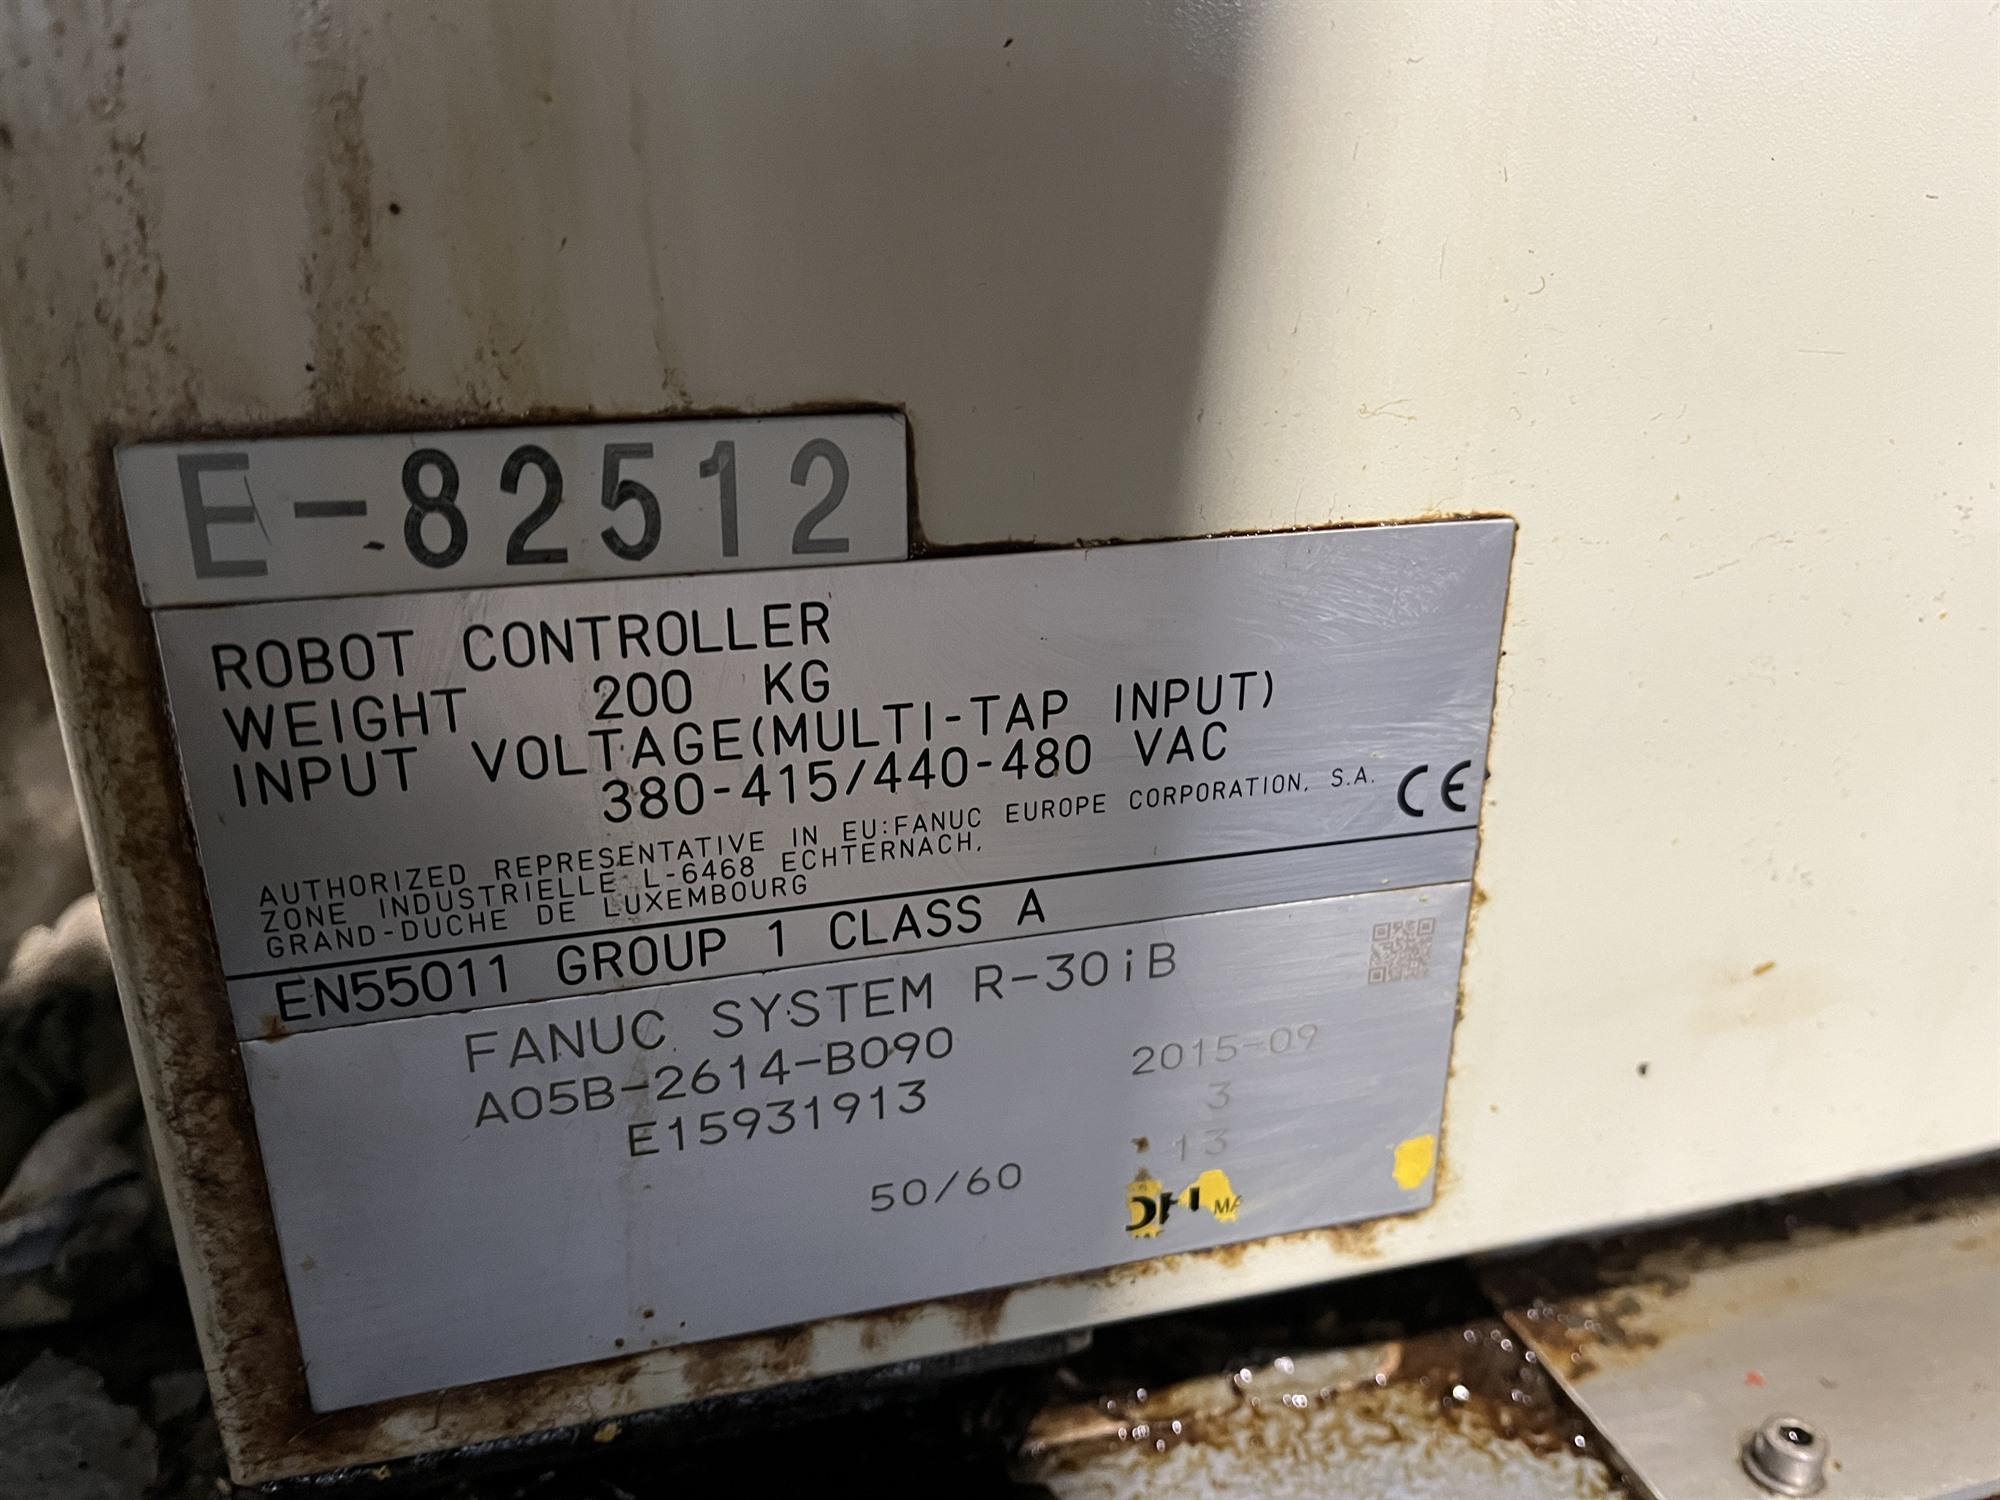 E-82512
ROBOT CONTROLLER
WEIGHT 200 KG
INPUT VOLTAGE(MULTI-TAP INPUT)
380-415/440-480 VAC
AUTHORIZED REPRESENTATIVE IN EU:FANUC EUROPE CORPORATION, S.A.
ZONE INDUSTRIELLE L-6468 ECHTERNACH,
GRAND-DUCHE DE LUXEMBOURG
CE
EN55011 GROUP 1 CLASS A
FANUC SYSTEM R-30iB
A05B-2614-B090 2015-09
E15931913 3
13
50/60